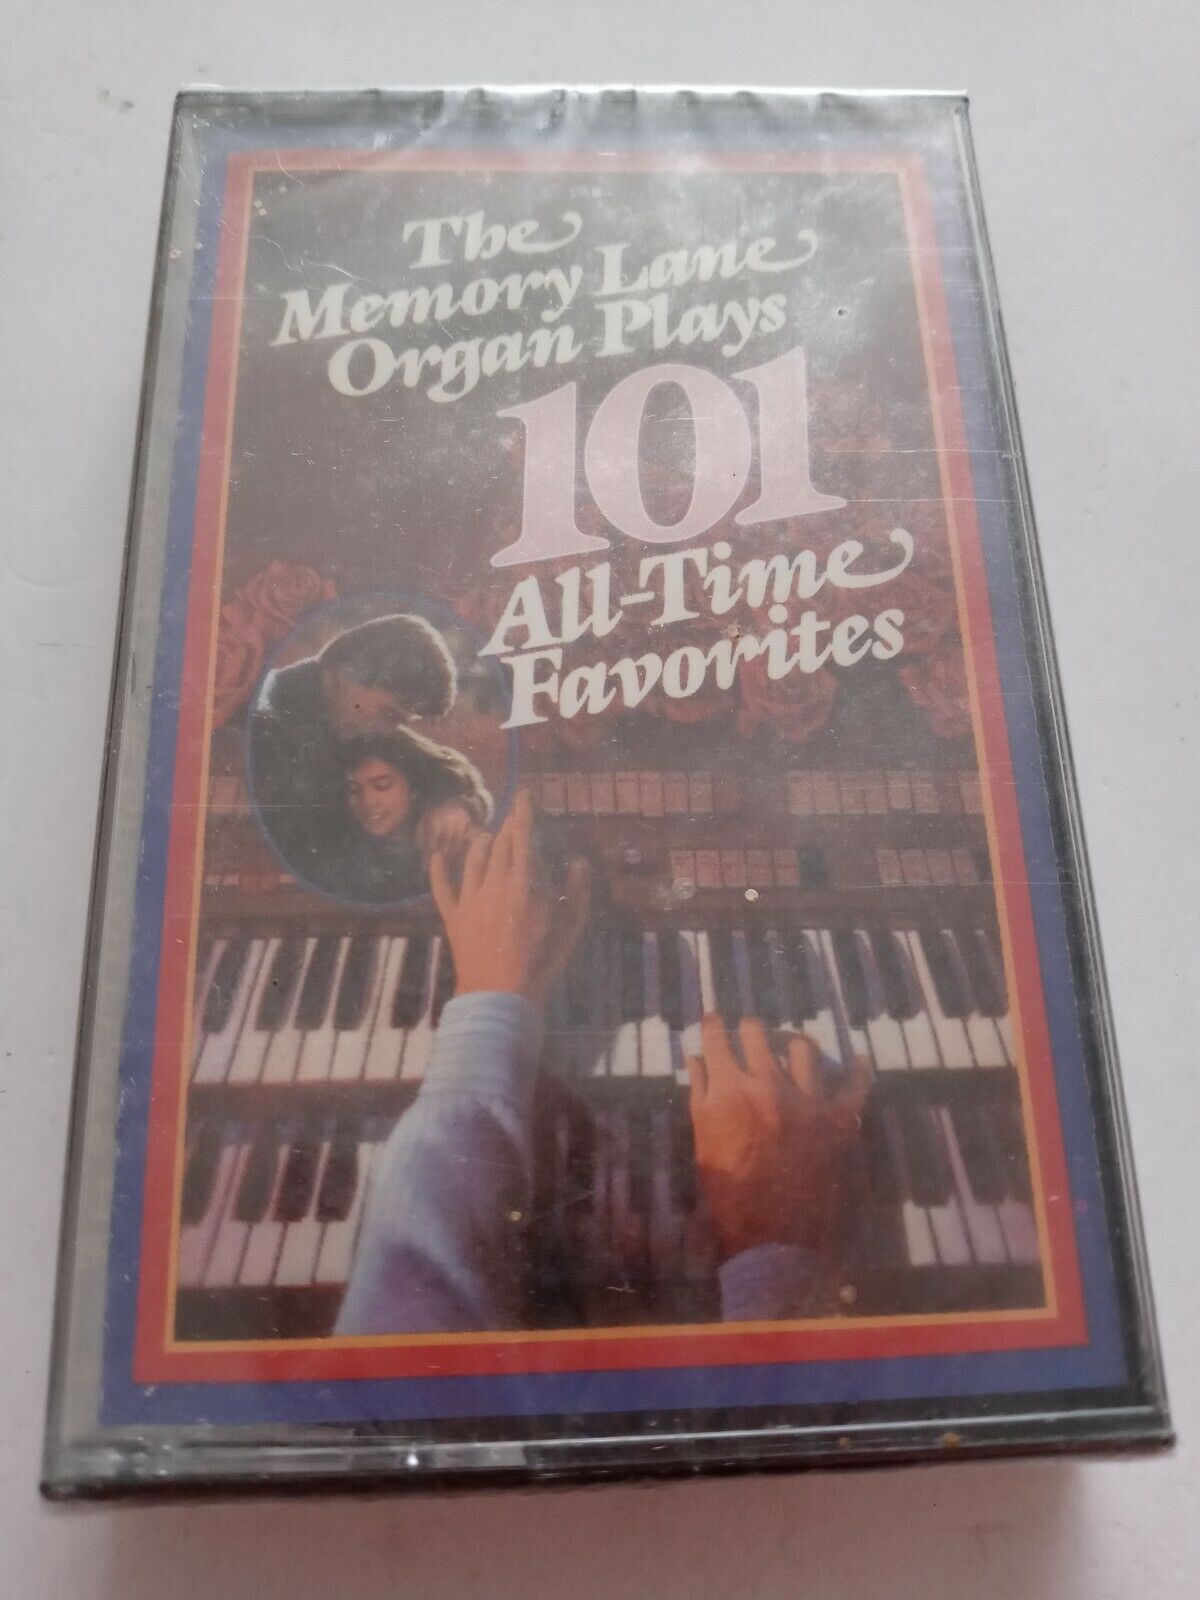 The
Memory Lane
Organ Plays
101
All-Time
Favorites